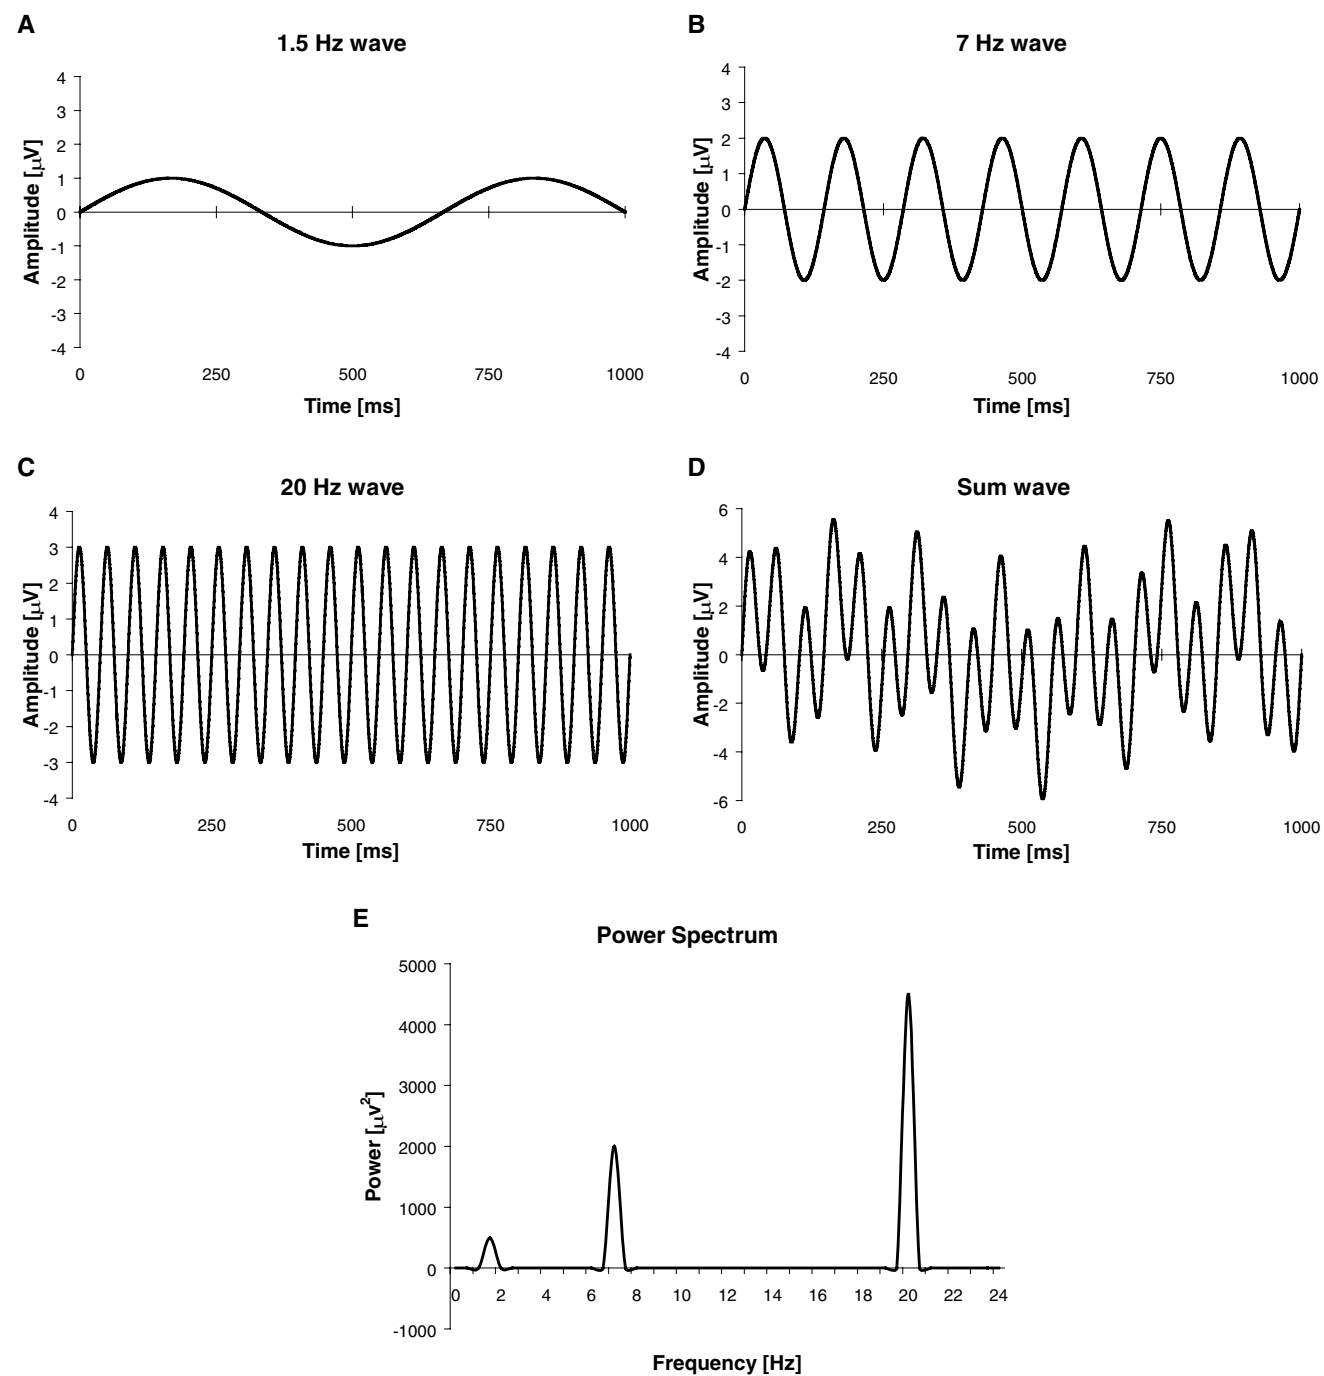 A
1.5 Hz wave
Amplitude [μV]
4
3
2
1
0
-1
-2
-3
-4
0 250 500 750 1000
Time [ms]
B
7 Hz wave
Amplitude [μV]
4
3
2
1
0
-1
-2
-3
-4
0 250 500 750 1000
Time [ms]
C
20 Hz wave
Amplitude [μV]
4
3
2
1
0
-1
-2
-3
-4
0 250 500 750 1000
Time [ms]
D
Sum wave
Amplitude [μV]
6
4
2
0
-2
-4
-6
0 250 500 750 1000
Time [ms]
E
Power Spectrum
Power [μv²]
5000
4000
3000
2000
1000
0
-1000
0 2 4 6 8 10 12 14 16 18 20 22 24
Frequency [Hz]